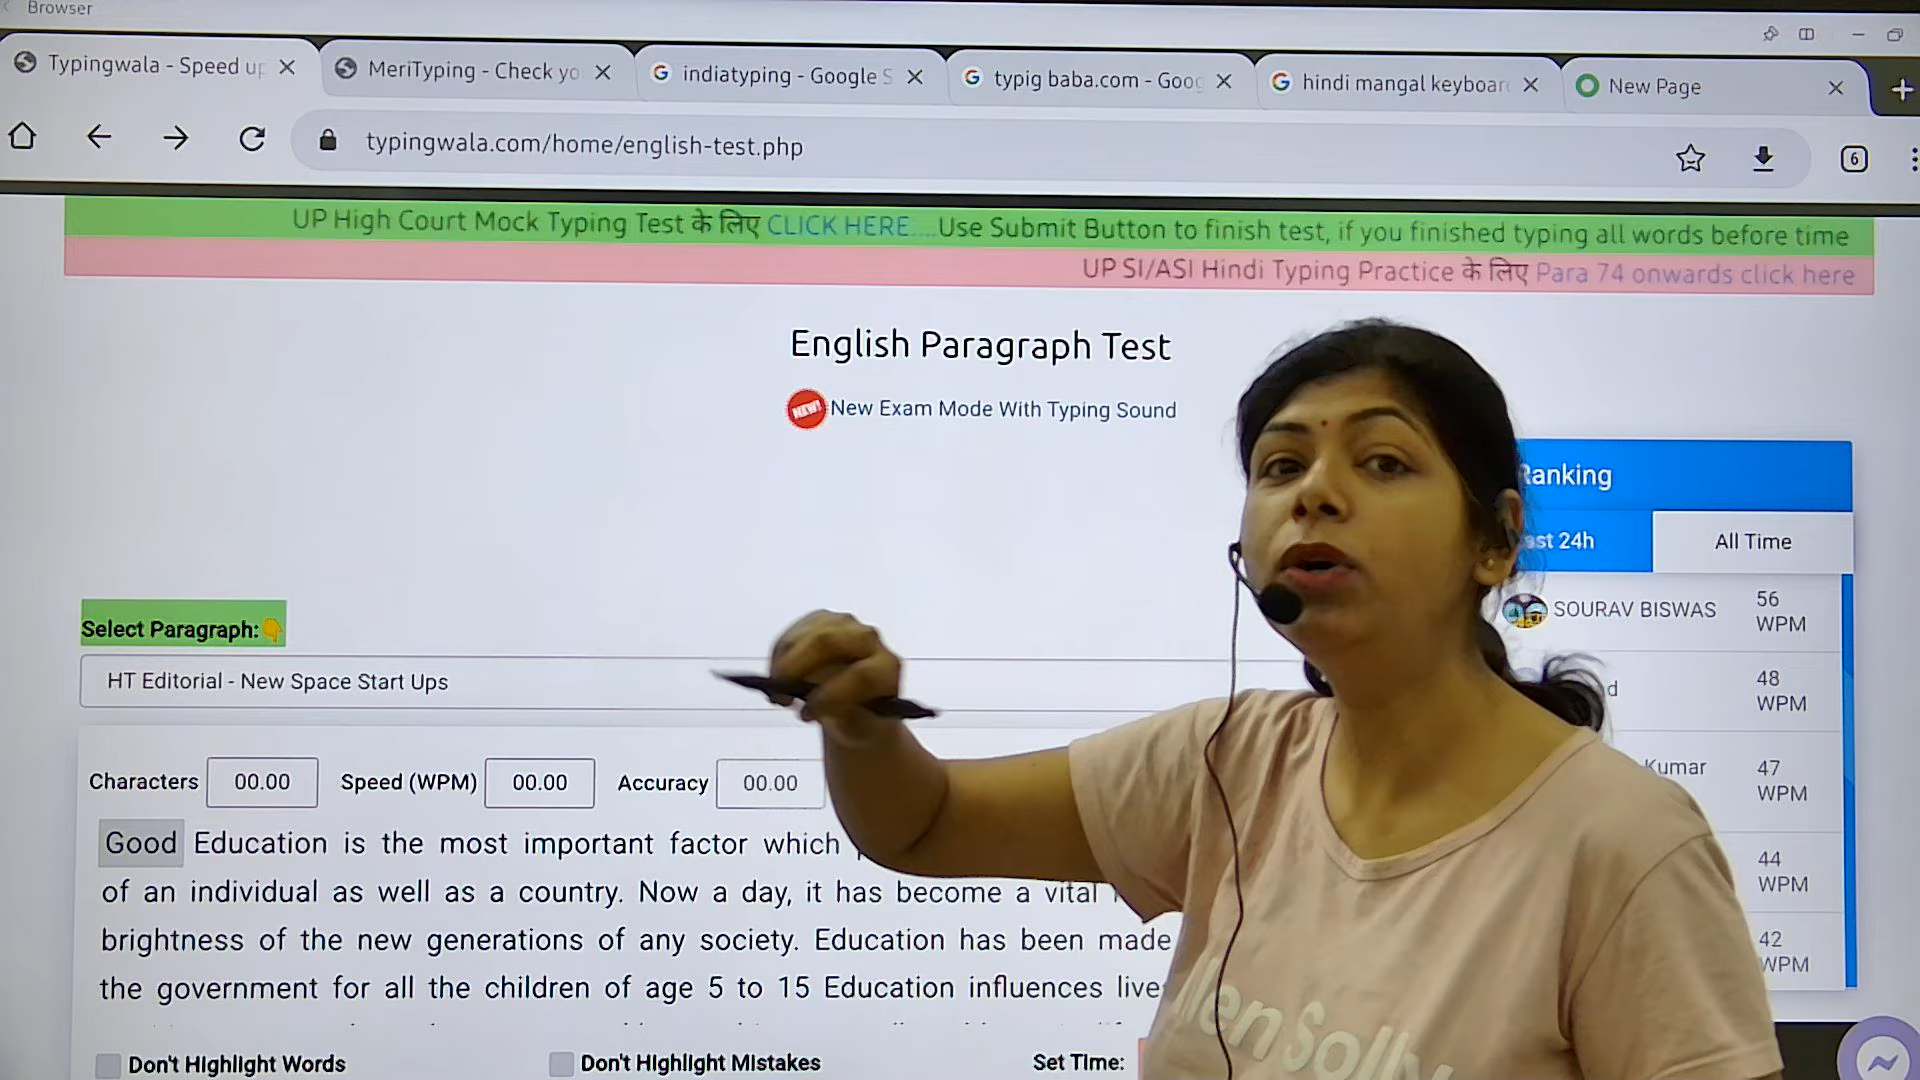 Browser
Typingwala - Speed up
MeriTyping - Check yo
indiatyping - Google S
typig baba.com - Goog
hindi mangal keyboard
New Page
typingwala.com/home/english-test.php
6
UP High Court Mock Typing Test के लिए CLICK HERE....Use Submit Button to finish test, if you finished typing all words before time
UP SI/ASI Hindi Typing Practice के लिए Para 74 onwards click here
English Paragraph Test
NEW! New Exam Mode With Typing Sound
Ranking
ast 24h
All Time
SOURAV BISWAS 56 WPM
d 48 WPM
Kumar 47 WPM
44 WPM
42 WPM
Select Paragraph:
HT Editorial - New Space Start Ups
Characters 00.00 Speed (WPM) 00.00 Accuracy 00.00
Good Education is the most important factor which
of an individual as well as a country. Now a day, it has become a vital
brightness of the new generations of any society. Education has been made
the government for all the children of age 5 to 15 Education influences live
Don't Highlight Words
Don't Highlight Mistakes
Set Time:
llen Solly